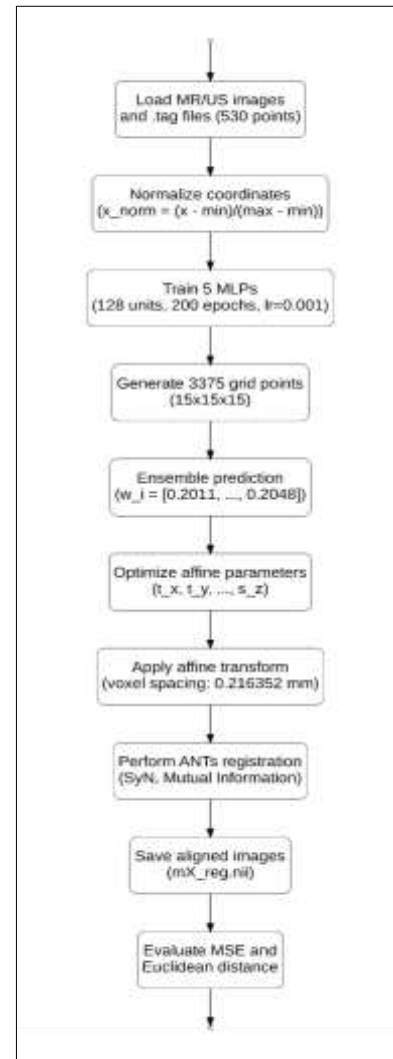 Load MR/US images
and .tag files (530 points)
Normalize coordinates
(x_norm = (x - min)/(max - min))
Train 5 MLPs
(128 units, 200 epochs, lr=0.001)
Generate 3375 grid points
(15x15x15)
Ensemble prediction
(w_i = [0.2011, ..., 0.2048])
Optimize affine parameters
(t_x, t_y, ..., s_z)
Apply affine transform
(voxel spacing: 0.216352 mm)
Perform ANTs registration
(SyN, Mutual Information)
Save aligned images
(mX_reg.nii)
Evaluate MSE and
Euclidean distance